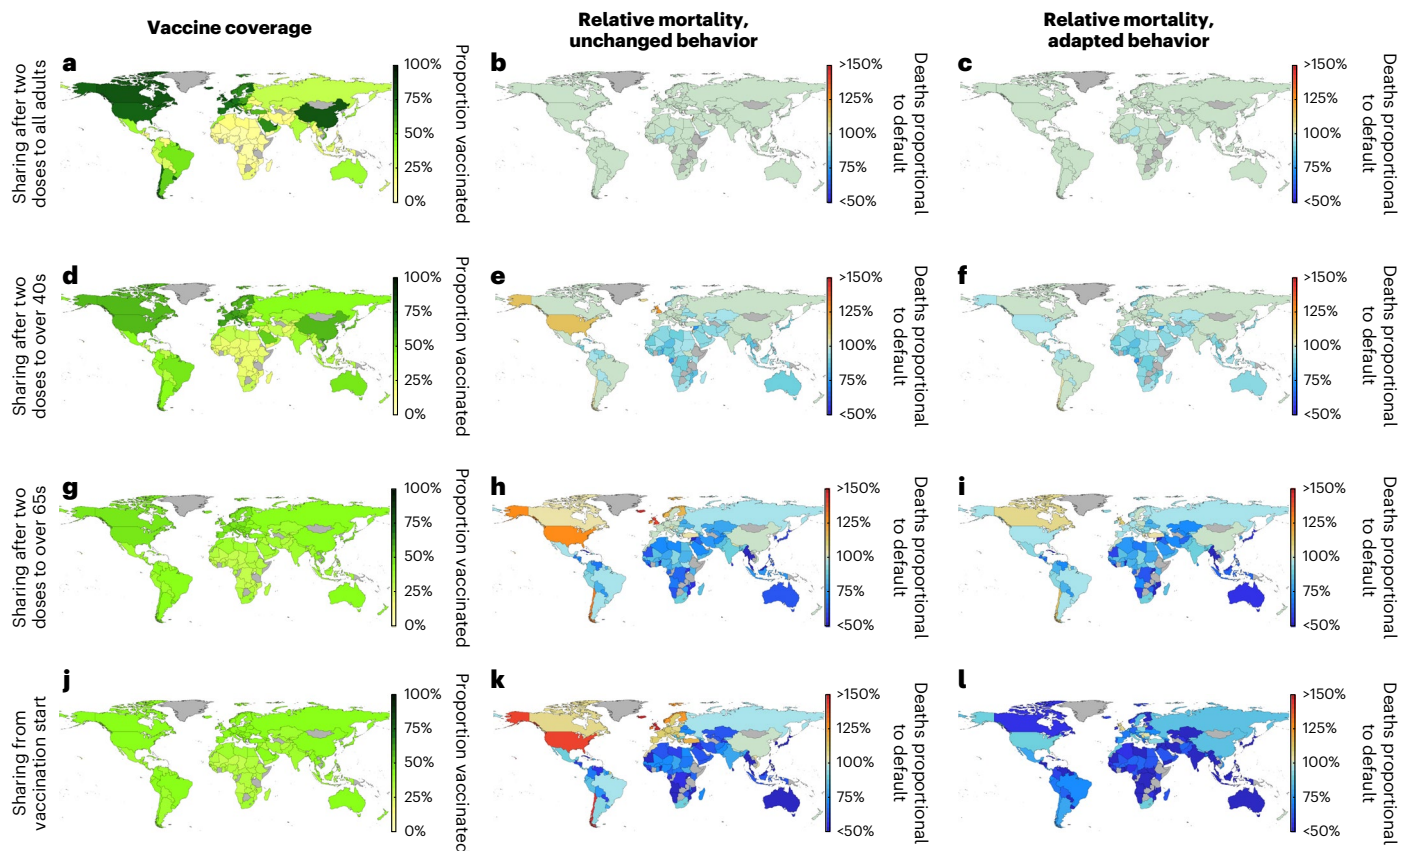 Vaccine coverage
Relative mortality,
unchanged behavior
Relative mortality,
adapted behavior
Sharing after two
doses to all adults
a
100%
75%
50%
25%
0%
Proportion vaccinated
b
>150%
125%
100%
75%
<50%
Deaths proportional
to default
c
>150%
125%
100%
75%
<50%
Deaths proportional
to default
Sharing after two
doses to over 40s
d
100%
75%
50%
25%
0%
Proportion vaccinated
e
>150%
125%
100%
75%
<50%
Deaths proportional
to default
f
>150%
125%
100%
75%
<50%
Deaths proportional
to default
Sharing after two
doses to over 65s
g
100%
75%
50%
25%
0%
Proportion vaccinated
h
>150%
125%
100%
75%
<50%
Deaths proportional
to default
i
>150%
125%
100%
75%
<50%
Deaths proportional
to default
Sharing from
vaccination start
j
100%
75%
50%
25%
0%
Proportion vaccinated
k
>150%
125%
100%
75%
<50%
Deaths proportional
to default
l
>150%
125%
100%
75%
<50%
Deaths proportional
to default